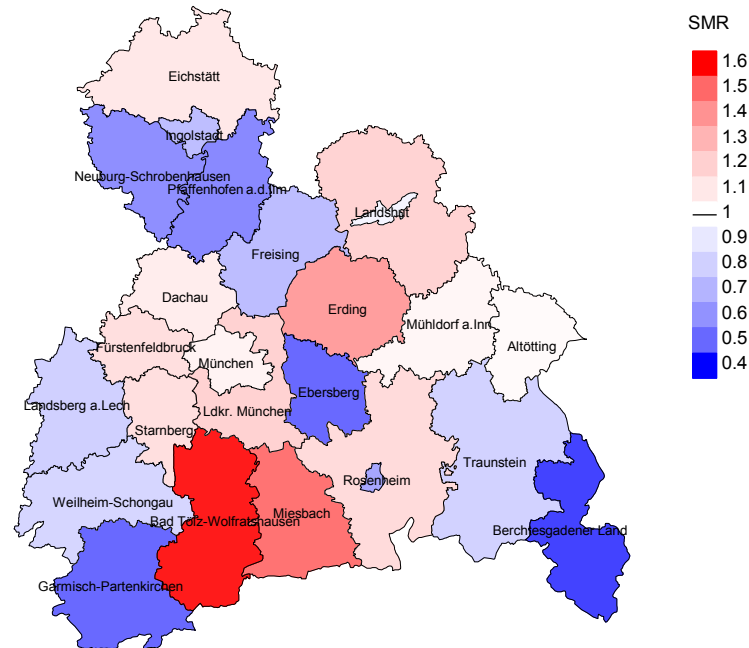 SMR
1.6
1.5
1.4
1.3
1.2
1.1
1
0.9
0.8
0.7
0.6
0.5
0.4
Eichstätt
Ingolstadt
Neuburg-Schrobenhausen
Pfaffenhofen a.d.Ilm
Landshut
Freising
Dachau
Erding
Mühldorf a.Inn
Altötting
Fürstenfeldbruck
München
Ebersberg
Landsberg a.Lech
Ldkr. München
Starnberg
Traunstein
Rosenheim
Weilheim-Schongau
Miesbach
Bad Tölz-Wolfratshausen
Berchtesgadener Land
Garmisch-Partenkirchen